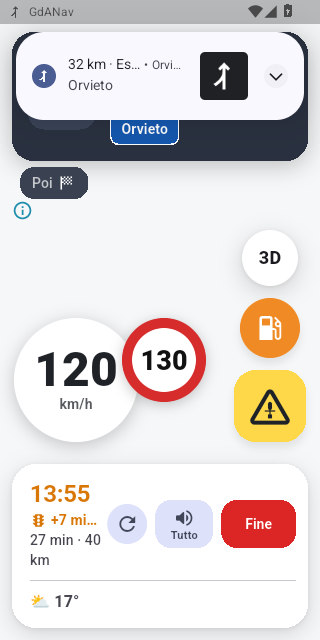 GdANav
32 km · Es… • Orvi…
Orvieto
Orvieto
Poi
3D
120
km/h
130
13:55
+7 mi…
27 min · 40
km
Tutto
Fine
17°